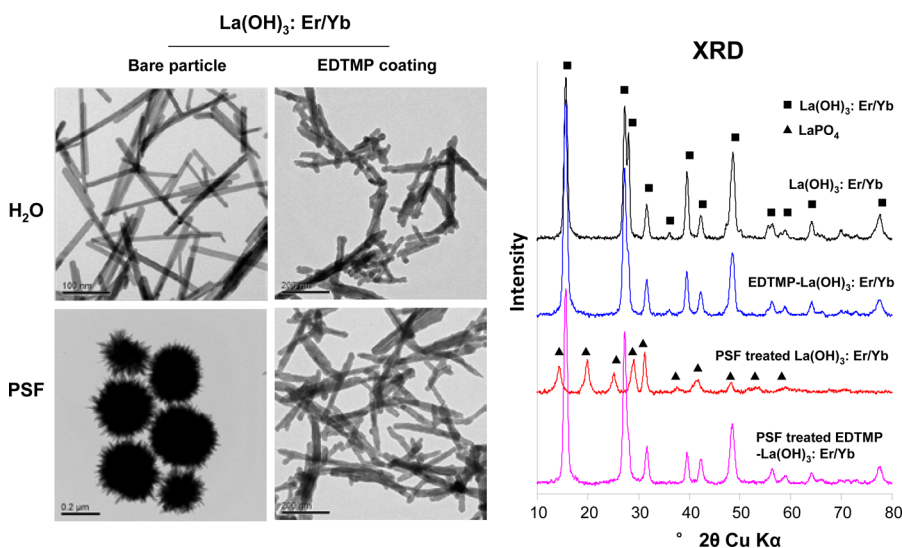 La(OH)₃: Er/Yb
Bare particle
EDTMP coating
H₂O
100 nm
200 nm
PSF
0.2 µm
200 nm
XRD
■ La(OH)₃: Er/Yb
▲ LaPO₄
La(OH)₃: Er/Yb
EDTMP-La(OH)₃: Er/Yb
PSF treated La(OH)₃: Er/Yb
PSF treated EDTMP
-La(OH)₃: Er/Yb
Intensity
10 20 30 40 50 60 70 80
° 2θ Cu Kα